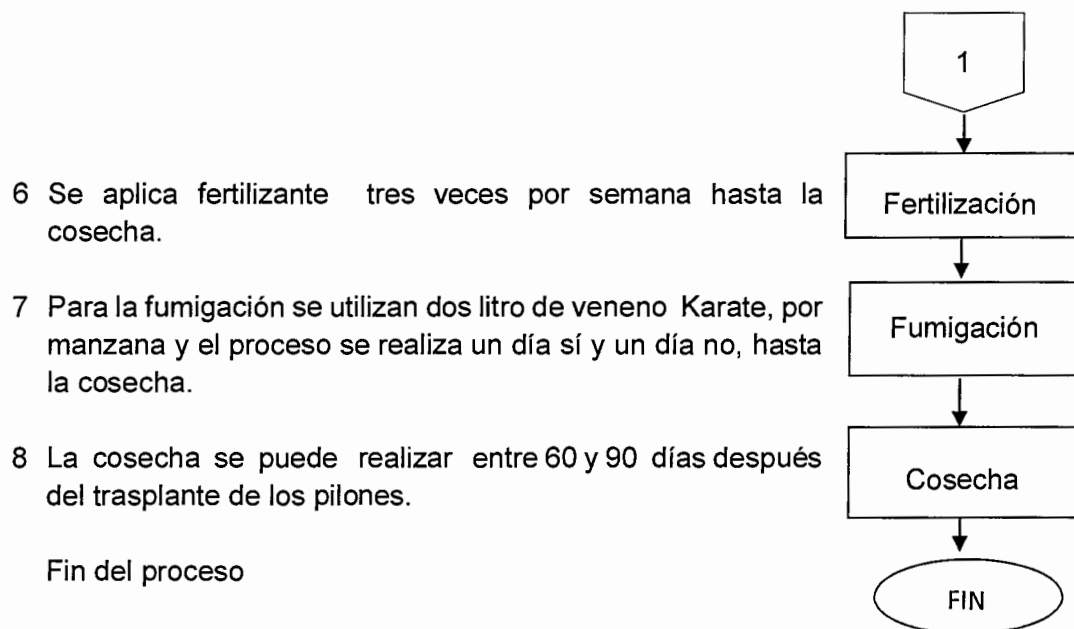 1
6 Se aplica fertilizante tres veces por semana hasta la
cosecha.
Fertilización
7 Para la fumigación se utilizan dos litro de veneno Karate, por
manzana y el proceso se realiza un día sí y un día no, hasta
la cosecha.
Fumigación
8 La cosecha se puede realizar entre 60 y 90 días después
del trasplante de los pilones.
Cosecha
Fin del proceso
FIN